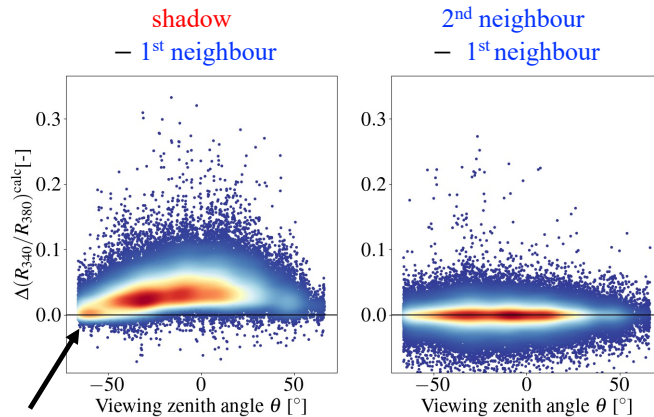 shadow
– 1st neighbour
2nd neighbour
– 1st neighbour
Δ(R340/R380)calc[-]
0.3
0.2
0.1
0.0
−50
0
50
Viewing zenith angle θ [°]
0.3
0.2
0.1
0.0
−50
0
50
Viewing zenith angle θ [°]